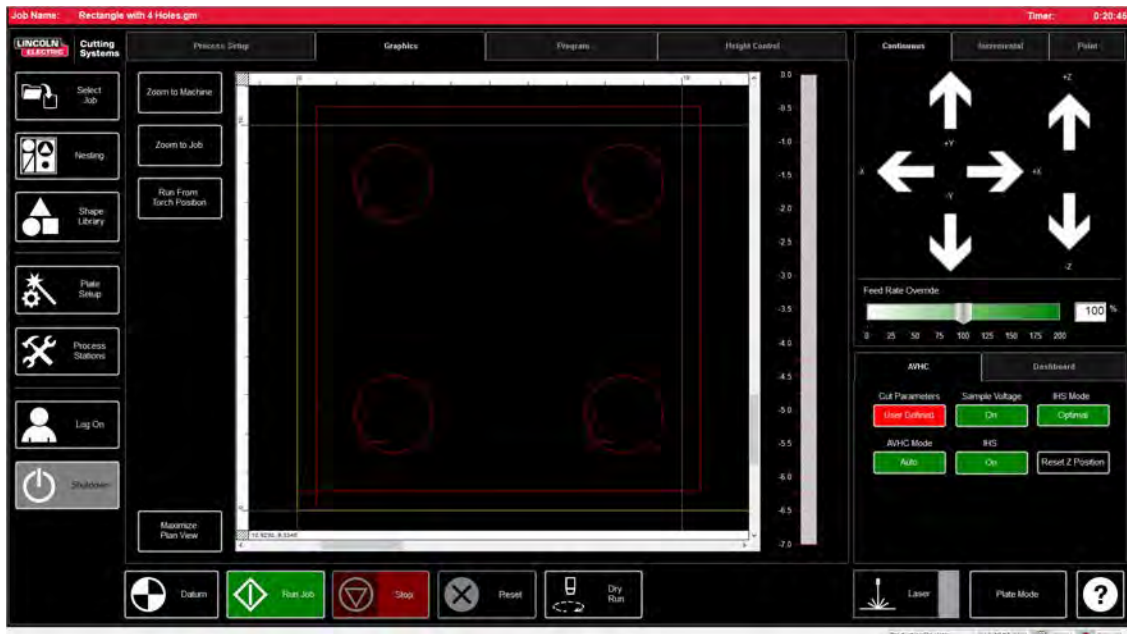 Job Name: Rectangle with 4 Holes.gm
Timer: 0:20:45
LINCOLN ELECTRIC
Cutting Systems
Process Setup
Graphics
Program
Height Control
Continuous
Incremental
Point
Select Job
Nesting
Shape Library
Plate Setup
Process Stations
Log On
Shutdown
Zoom to Machine
Zoom to Job
Run From Torch Position
Maximize Plan View
0
10
10
0
0.0
-0.5
-1.0
-1.5
-2.0
-2.5
-3.0
-3.5
-4.0
-4.5
-5.0
-5.5
-6.0
-6.5
-7.0
+Z
+Y
-X
+X
-Y
-Z
Feed Rate Override
100 %
0 25 50 75 100 125 150 175 200
AVHC
Dashboard
Cut Parameters
Sample Voltage
IHS Mode
User Defined
On
Optimal
AVHC Mode
IHS
Auto
On
Reset Z Position
Datum
Run Job
Stop
Reset
Dry Run
Laser
Plate Mode
?